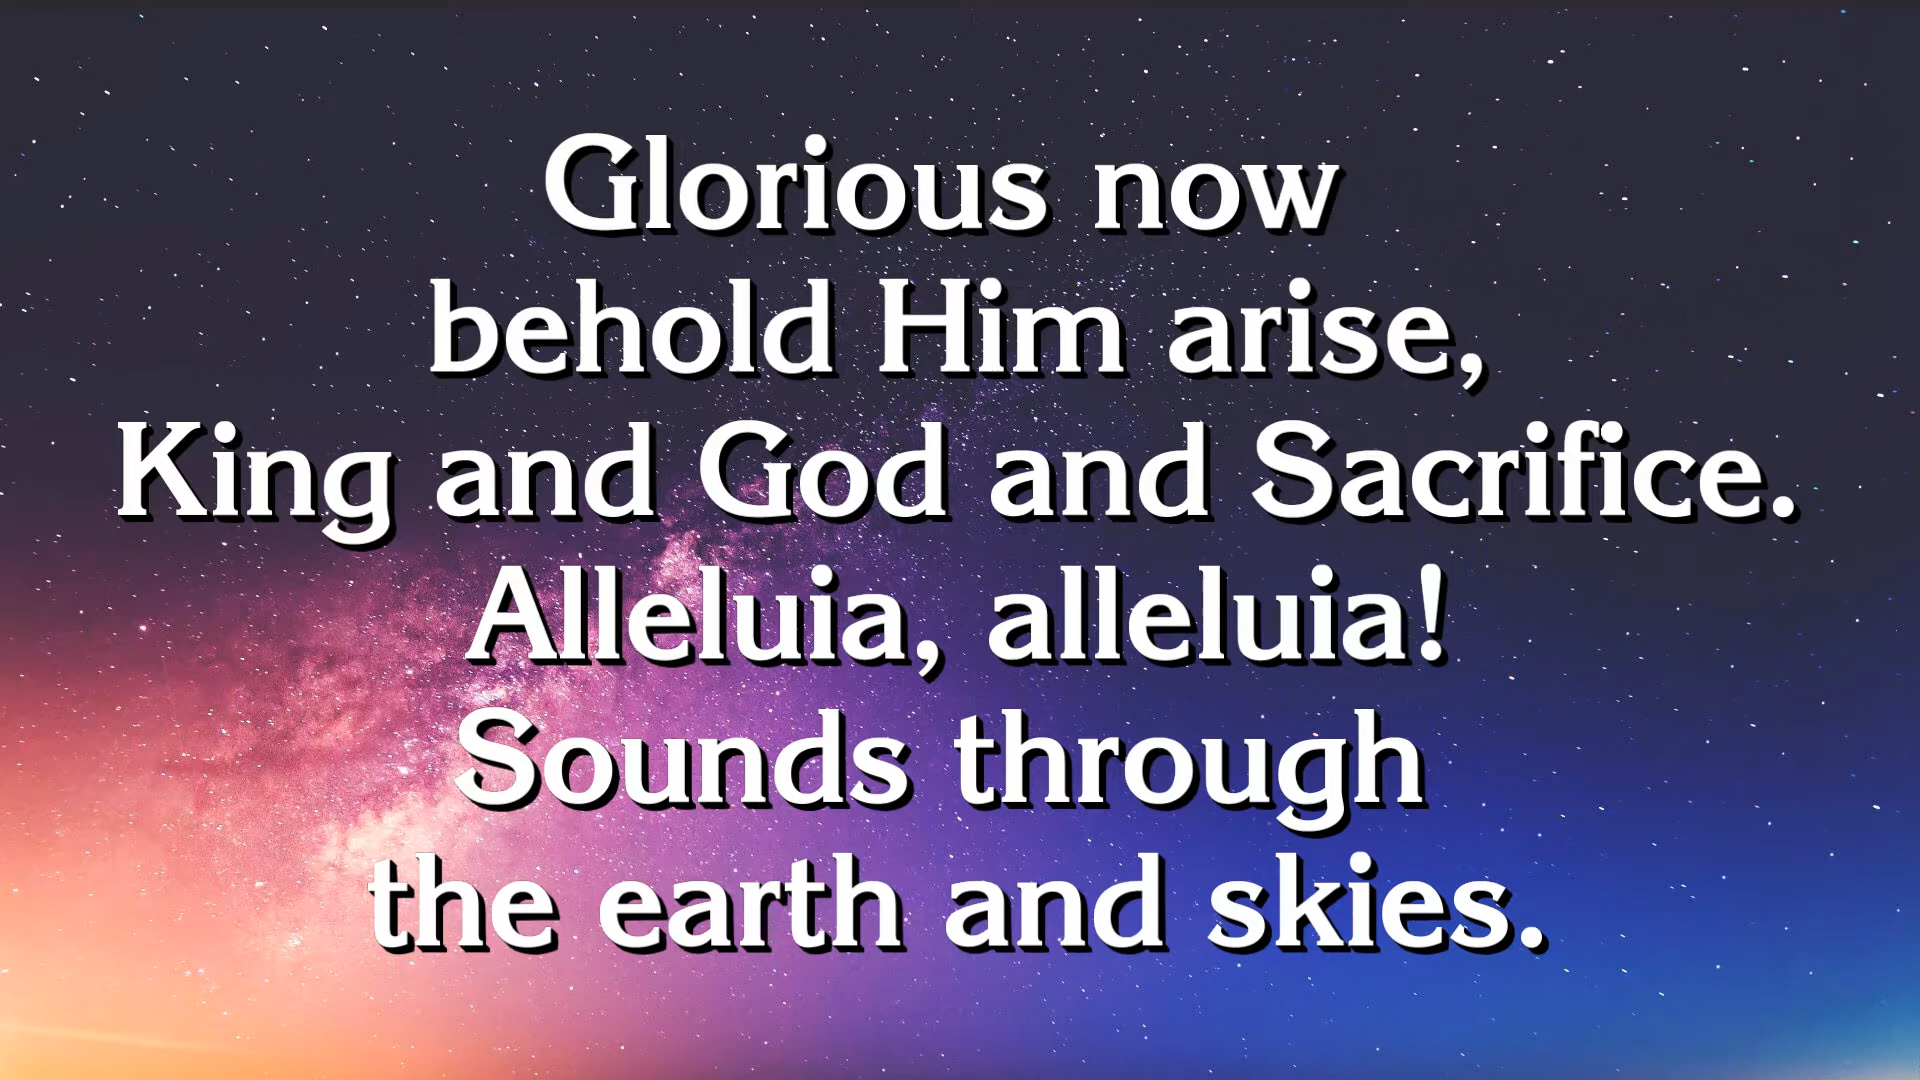 Glorious now
behold Him arise,
King and God and Sacrifice.
Alleluia, alleluia!
Sounds through
the earth and skies.